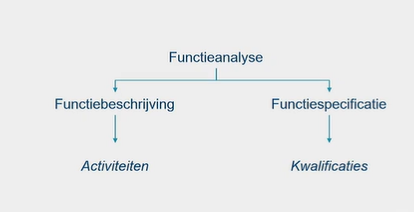 Functieanalyse
Functiebeschrijving
Functiespecificatie
Activiteiten
Kwalificaties